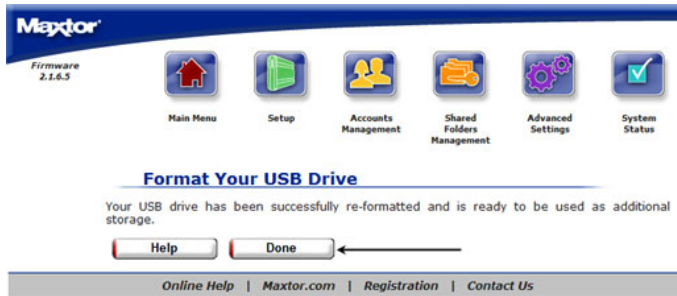 Maxtor
Firmware
2.1.6.5
Main Menu
Setup
Accounts
Management
Shared
Folders
Management
Advanced
Settings
System
Status
Format Your USB Drive
Your USB drive has been successfully re-formatted and is ready to be used as additional
storage.
Help
Done
Online Help | Maxtor.com | Registration | Contact Us